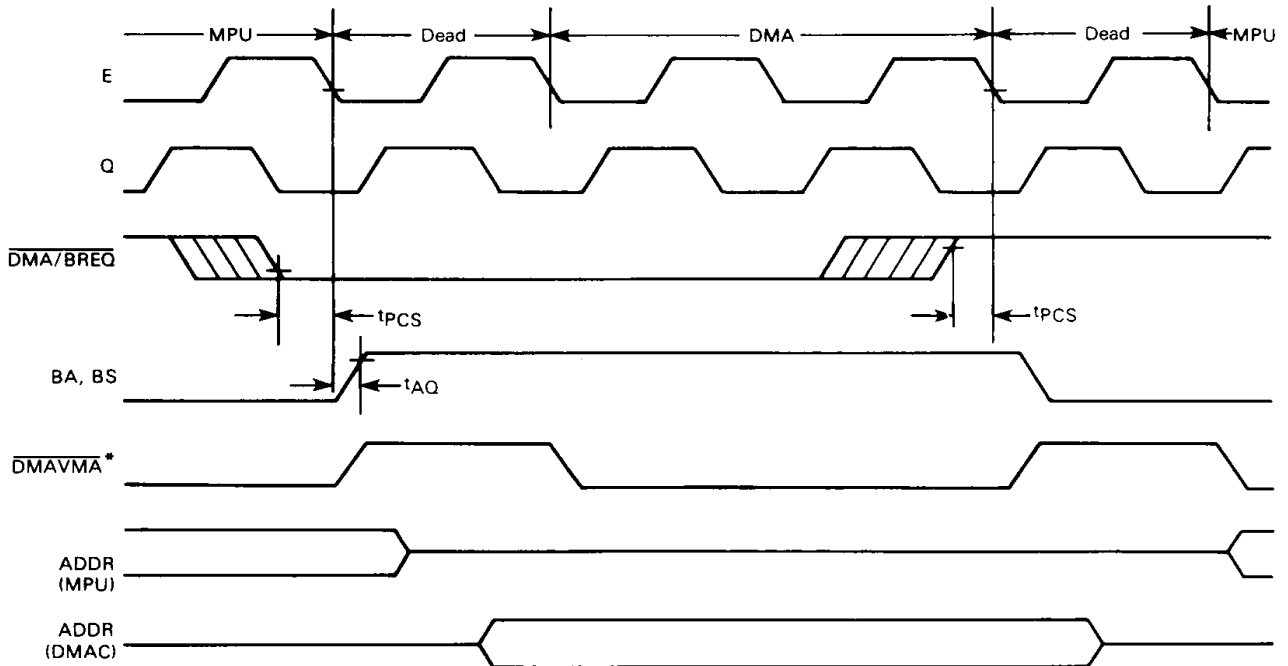 MPU Dead DMA Dead MPU
E
Q
DMA/BREQ
tPCS tPCS
BA, BS
tAQ
DMAVMA*
ADDR
(MPU)
ADDR
(DMAC)